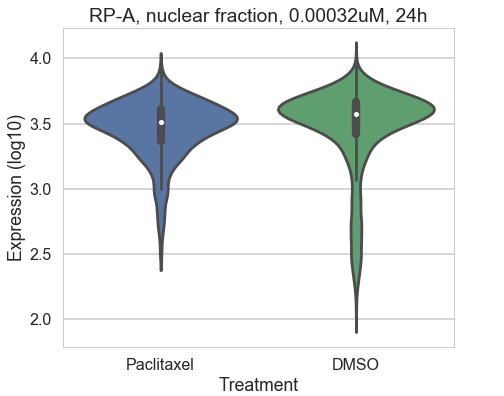 RP-A, nuclear fraction, 0.00032uM, 24h
Expression (log10)
4.0
3.5
3.0
2.5
2.0
Paclitaxel DMSO
Treatment